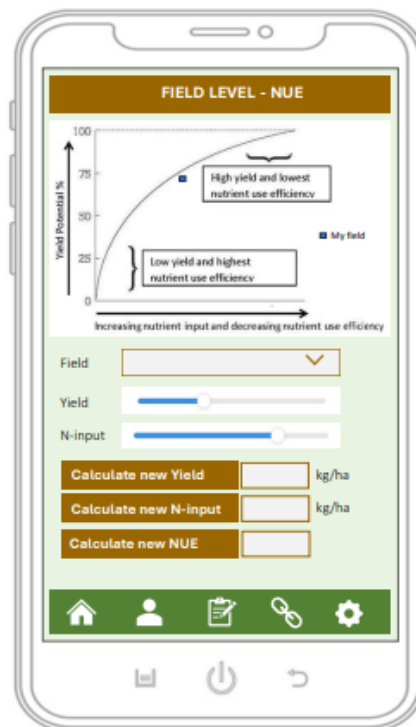 FIELD LEVEL - NUE
100
75
50
25
0
Yield Potential %
High yield and lowest
nutrient use efficiency
My field
Low yield and highest
nutrient use efficiency
Increasing nutrient input and decreasing nutrient use efficiency
Field
Yield
N-input
Calculate new Yield kg/ha
Calculate new N-input kg/ha
Calculate new NUE